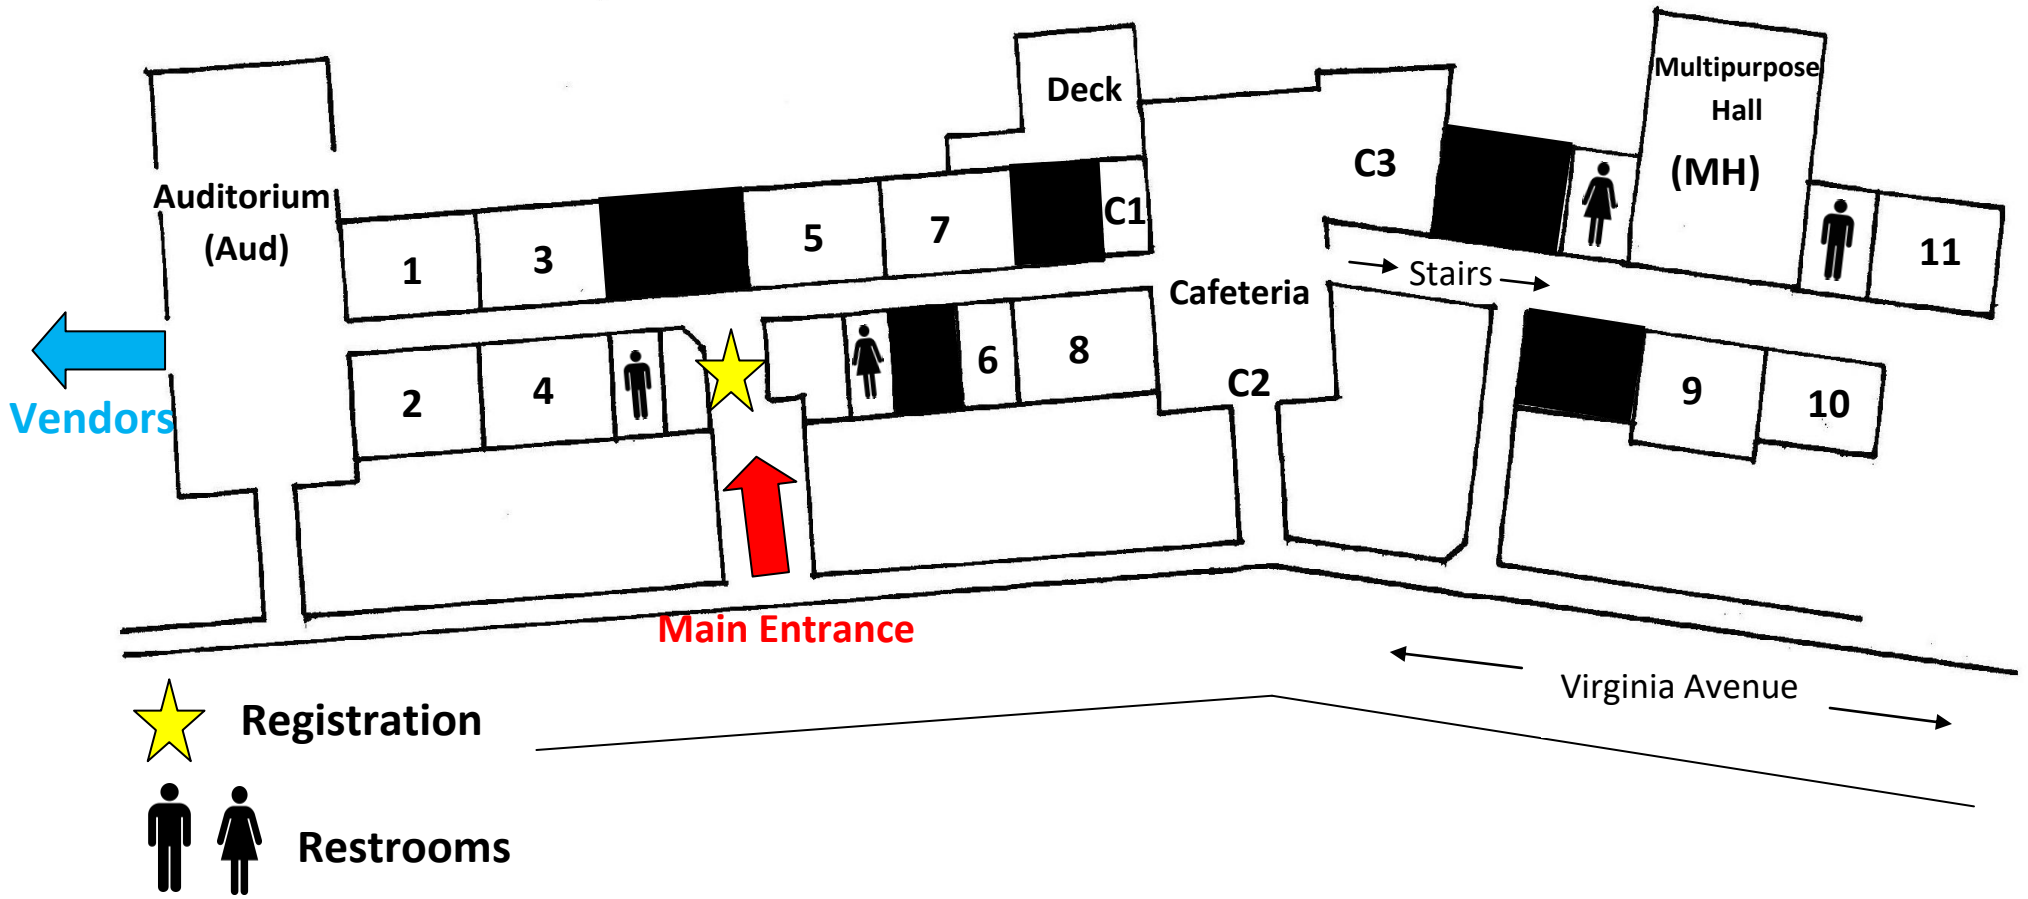 Deck
Multipurpose
Hall
(MH)
C3
Auditorium
(Aud)
1
3
5
7
C1
11
Stairs
Cafeteria
2
4
6
8
C2
9
10
Vendors
Main Entrance
Virginia Avenue
Registration
Restrooms